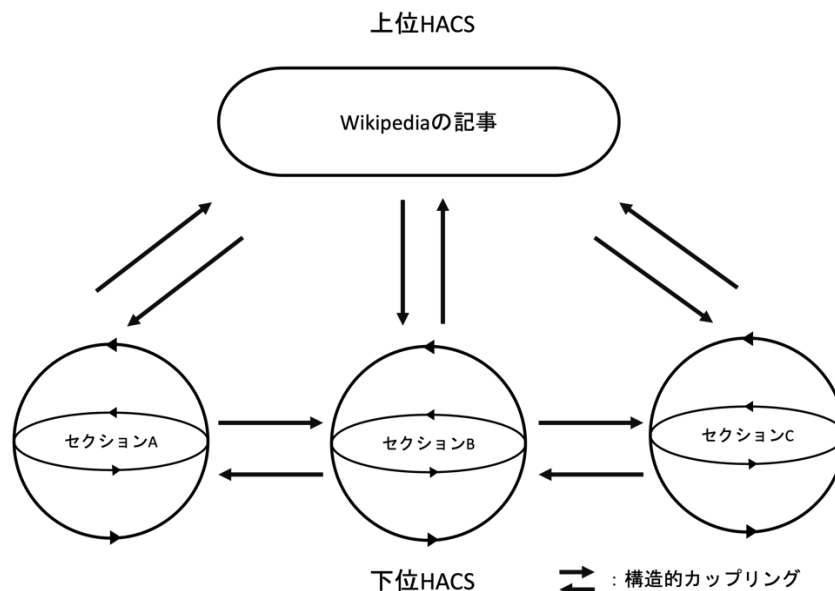 上位HACS
Wikipediaの記事
セクションA
セクションB
セクションC
下位HACS
：構造的カップリング